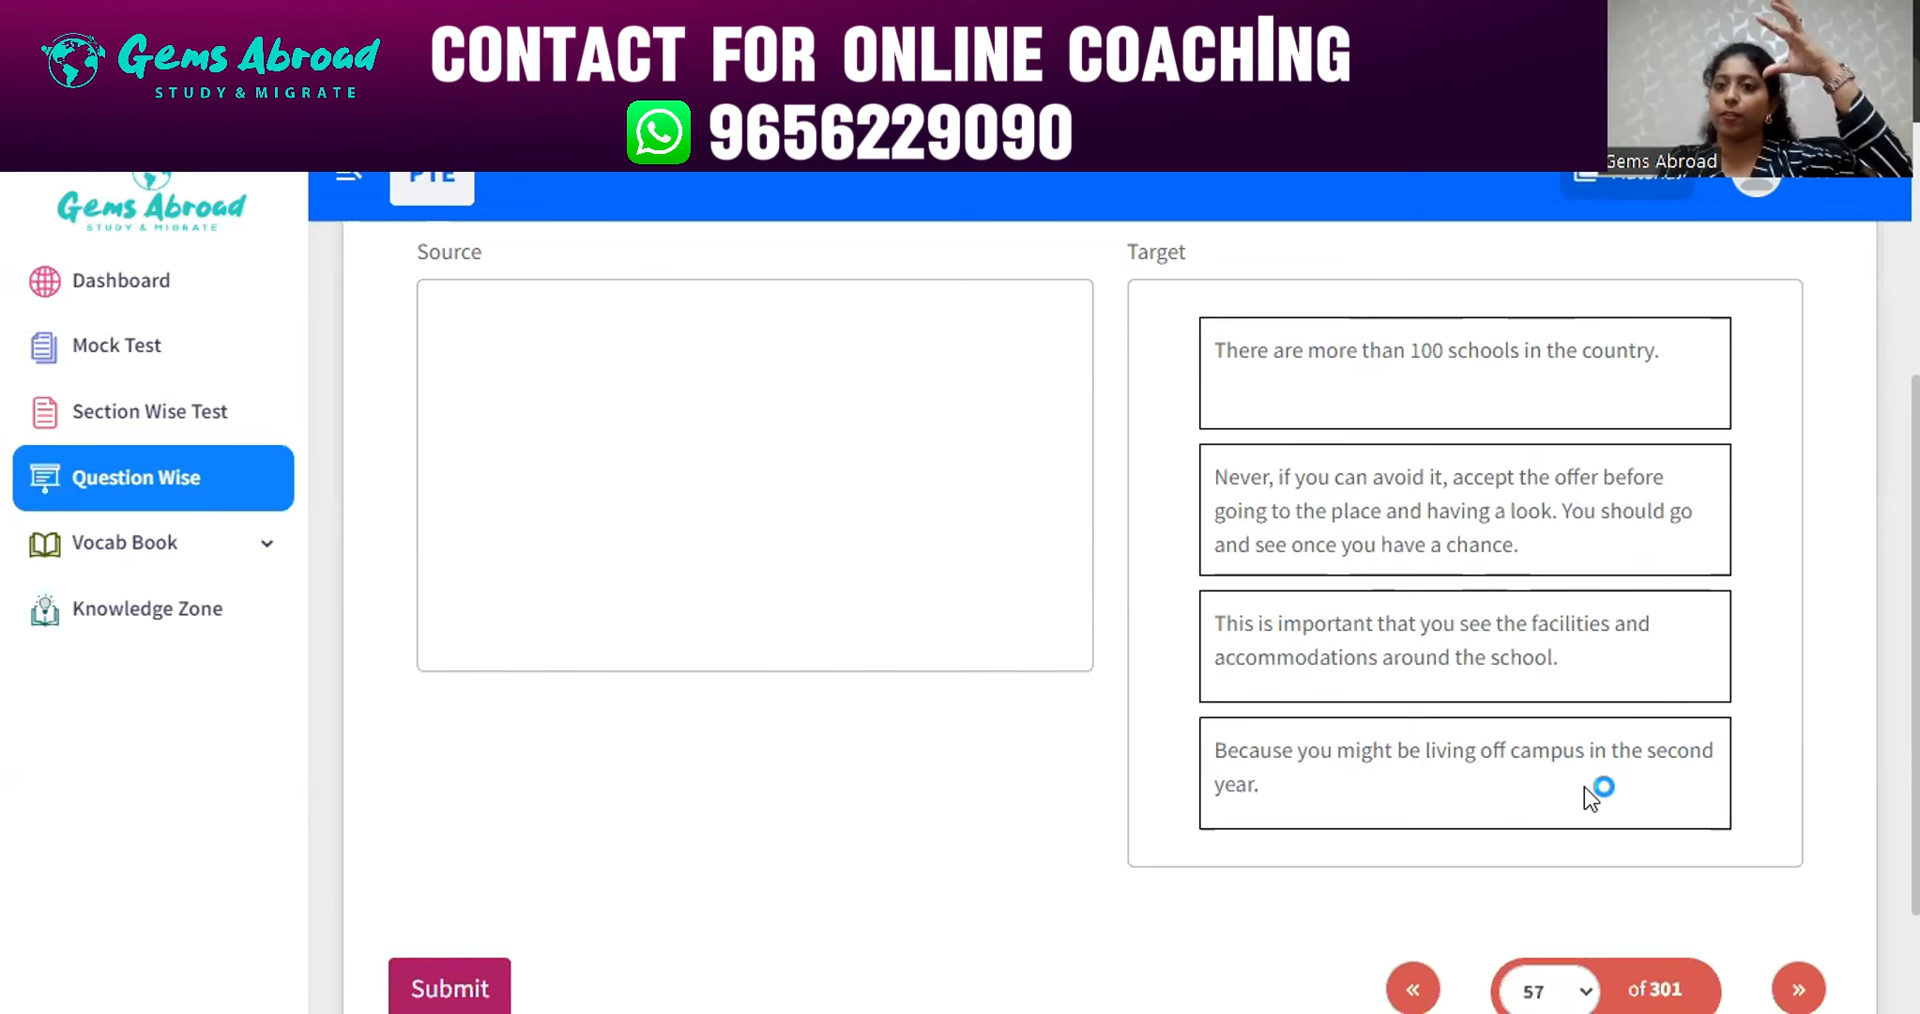 Gems Abroad
STUDY & MIGRATE
CONTACT FOR ONLINE COACHING
9656229090
Gems Abroad
Gems Abroad
STUDY & MIGRATE
PTE
Dashboard
Mock Test
Section Wise Test
Question Wise
Vocab Book
Knowledge Zone
Source
Target
There are more than 100 schools in the country.
Never, if you can avoid it, accept the offer before
going to the place and having a look. You should go
and see once you have a chance.
This is important that you see the facilities and
accommodations around the school.
Because you might be living off campus in the second
year.
Submit
«
57
of 301
»